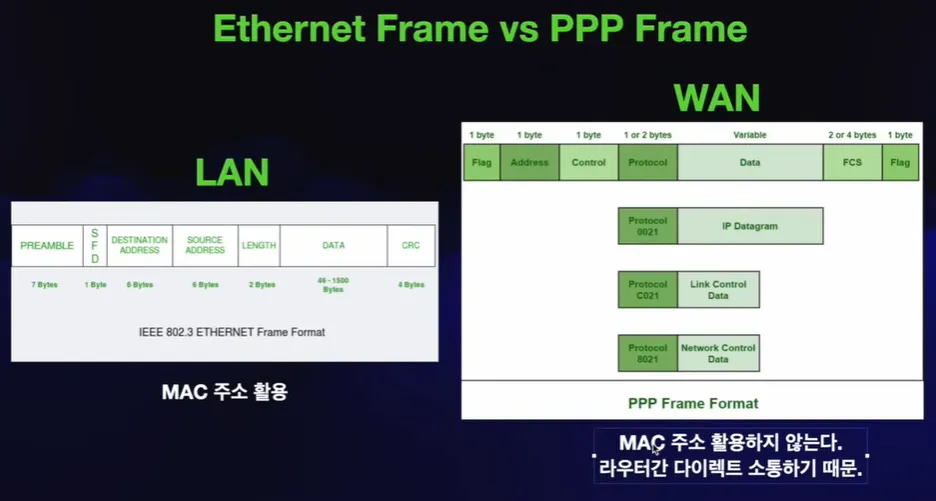 Ethernet Frame vs PPP Frame
LAN
PREAMBLE
S
F
D
DESTINATION
ADDRESS
SOURCE
ADDRESS
LENGTH
DATA
CRC
7 Bytes
1 Byte
6 Bytes
6 Bytes
2 Bytes
46 - 1500
Bytes
4 Bytes
IEEE 802.3 ETHERNET Frame Format
MAC 주소 활용
WAN
1 byte
1 byte
1 byte
1 or 2 bytes
Variable
2 or 4 bytes
1 byte
Flag
Address
Control
Protocol
Data
FCS
Flag
Protocol
0021
IP Datagram
Protocol
C021
Link Control
Data
Protocol
8021
Network Control
Data
PPP Frame Format
MAC 주소 활용하지 않는다.
라우터간 다이렉트 소통하기 때문.